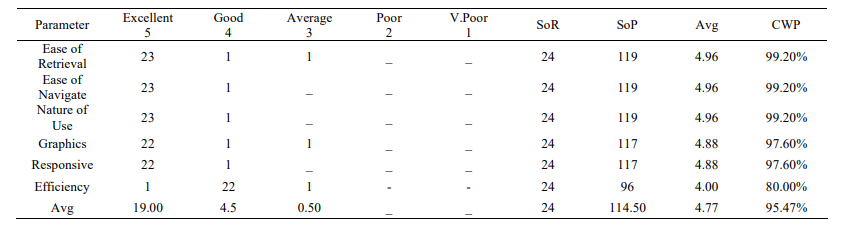 Parameter Excellent 5 Good 4 Average 3 Poor 2 V.Poor 1 SoR SoP Avg CWP
Ease of Retrieval 23 1 1 _ _ 24 119 4.96 99.20%
Ease of Navigate 23 1 _ _ _ 24 119 4.96 99.20%
Nature of Use 23 1 _ _ _ 24 119 4.96 99.20%
Graphics 22 1 1 _ _ 24 117 4.88 97.60%
Responsive 22 1 _ _ _ 24 117 4.88 97.60%
Efficiency 1 22 1 - - 24 96 4.00 80.00%
Avg 19.00 4.5 0.50 _ _ 24 114.50 4.77 95.47%